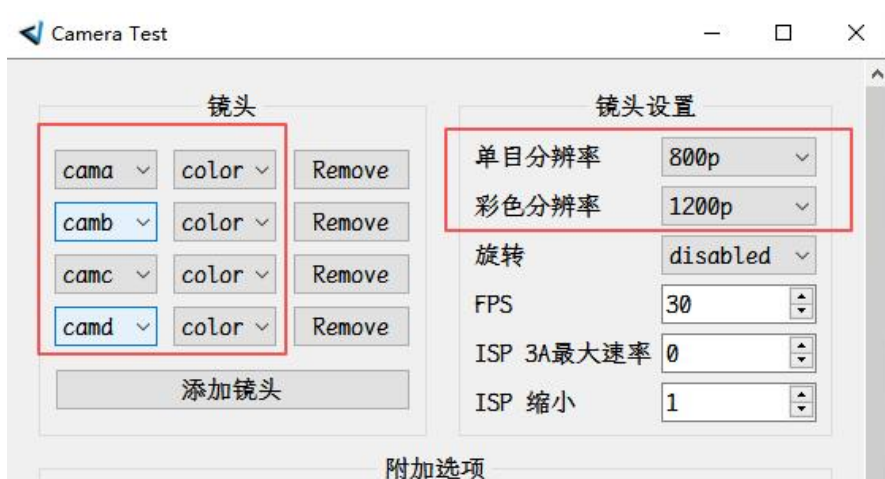 Camera Test
镜头
cama color Remove
camb color Remove
camc color Remove
camd color Remove
添加镜头
镜头设置
单目分辨率 800p
彩色分辨率 1200p
旋转 disabled
FPS 30
ISP 3A最大速率 0
ISP 缩小 1
附加选项